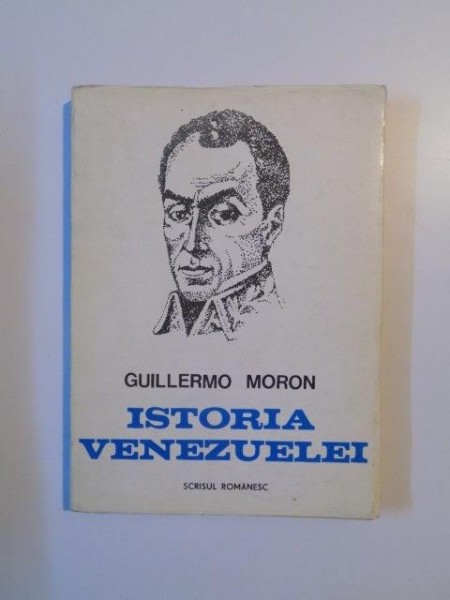 GUILLERMO MORON
ISTORIA
VENEZUELEI
SCRISUL ROMÂNESC